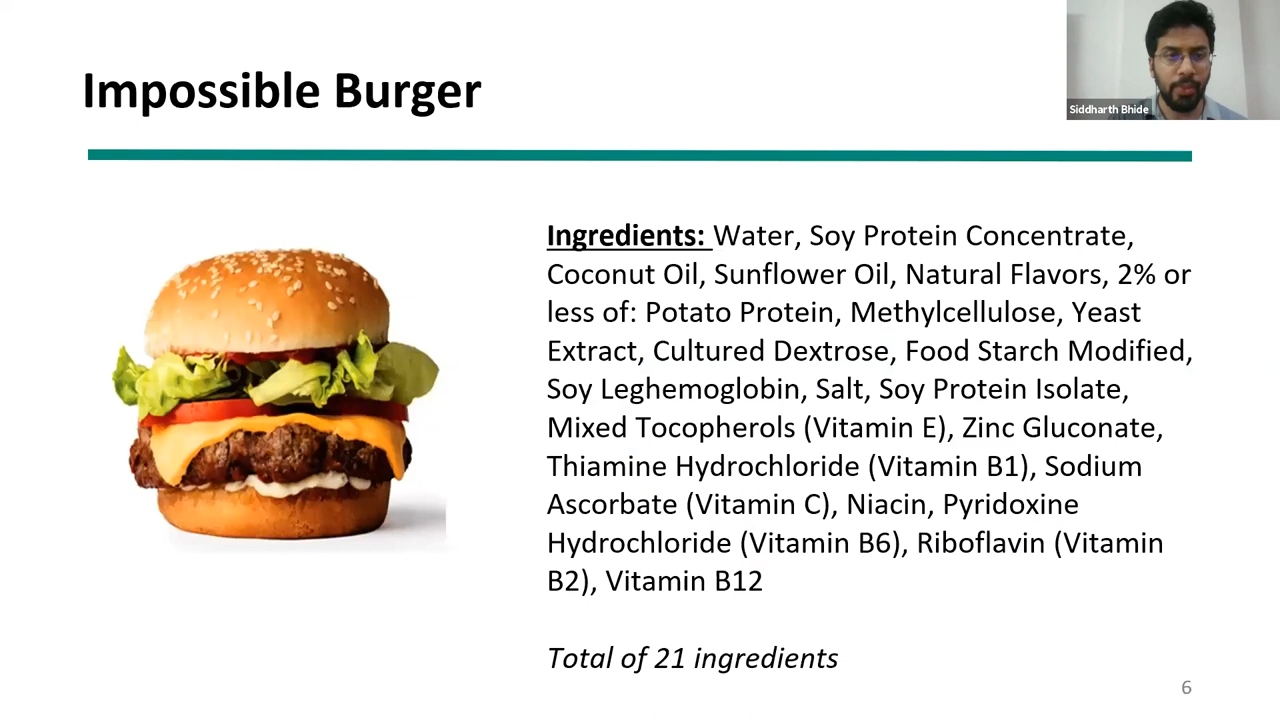 Impossible Burger
Siddharth Bhide
Ingredients: Water, Soy Protein Concentrate,
Coconut Oil, Sunflower Oil, Natural Flavors, 2% or
less of: Potato Protein, Methylcellulose, Yeast
Extract, Cultured Dextrose, Food Starch Modified,
Soy Leghemoglobin, Salt, Soy Protein Isolate,
Mixed Tocopherols (Vitamin E), Zinc Gluconate,
Thiamine Hydrochloride (Vitamin B1), Sodium
Ascorbate (Vitamin C), Niacin, Pyridoxine
Hydrochloride (Vitamin B6), Riboflavin (Vitamin
B2), Vitamin B12
Total of 21 ingredients
6